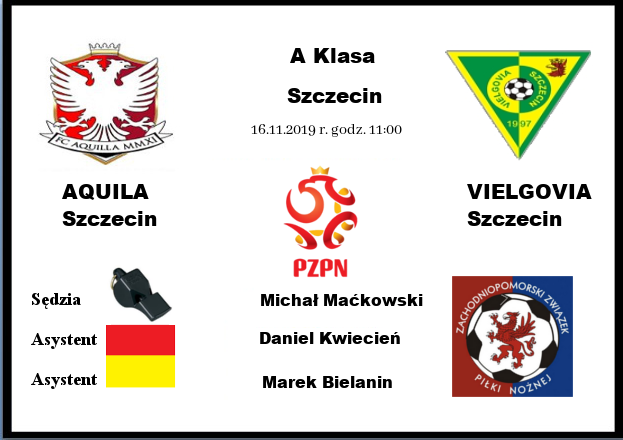 A Klasa
Szczecin
16.11.2019 r. godz. 11:00
FC AQUILLA MMXI
VIELGOVIA
SZCZECIN
1997
AQUILA
Szczecin
VIELGOVIA
Szczecin
PZPN
Sędzia
Michał Maćkowski
Asystent
Daniel Kwiecień
Asystent
Marek Bielanin
ZACHODNIOPOMORSKI ZWIĄZEK
PIŁKI NOŻNEJ